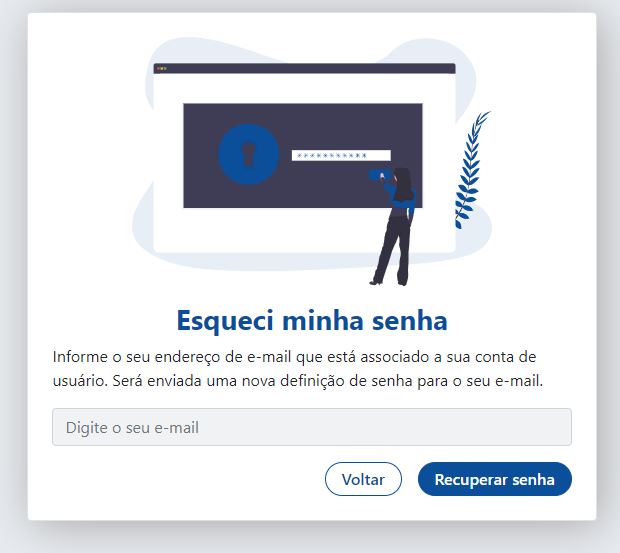 Esqueci minha senha
Informe o seu endereço de e-mail que está associado a sua conta de
usuário. Será enviada uma nova definição de senha para o seu e-mail.
Digite o seu e-mail
Voltar
Recuperar senha